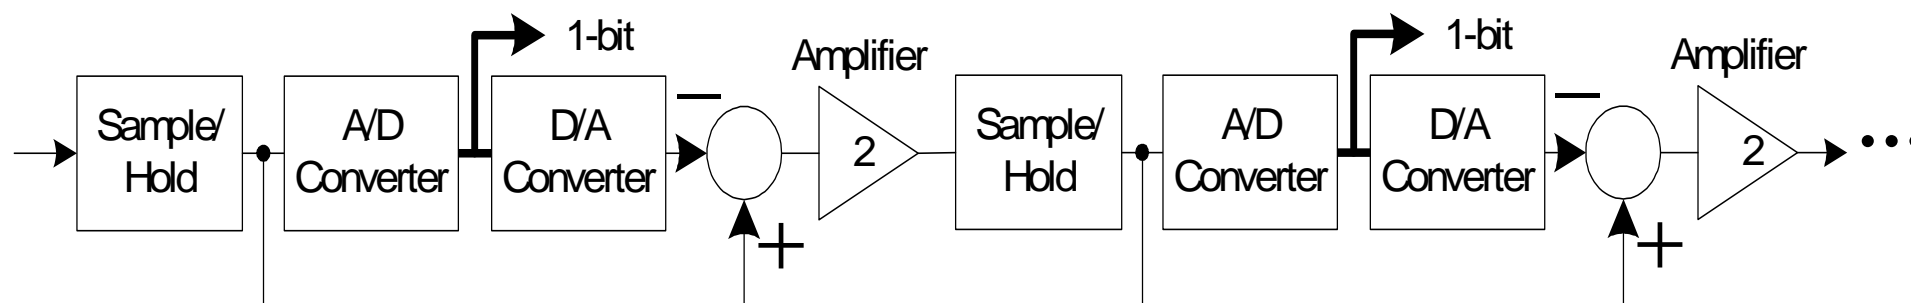 1-bit
Amplifier
Sample/
Hold
A/D
Converter
D/A
Converter
−
+
2
1-bit
Amplifier
Sample/
Hold
A/D
Converter
D/A
Converter
−
+
2
•••